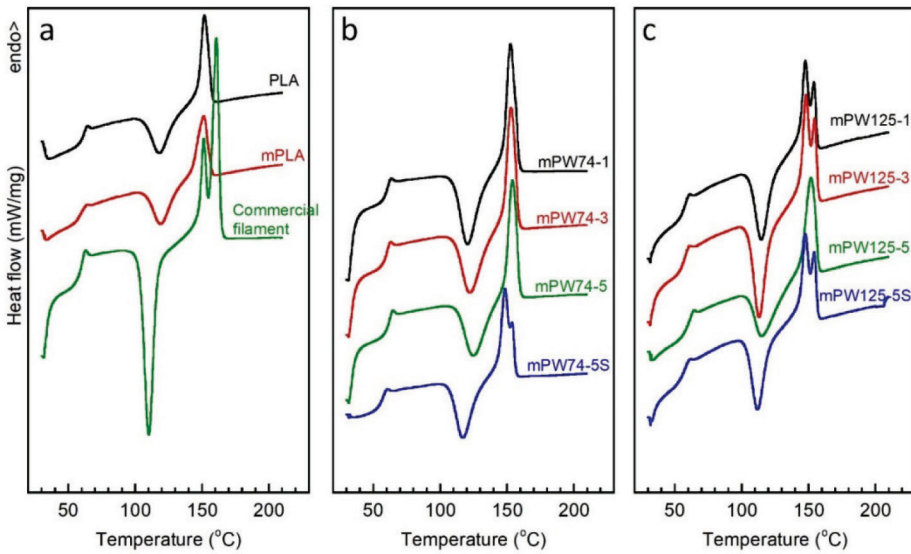 a
b
c
endo>
Heat flow (mW/mg)
PLA
mPLA
Commercial
filament
mPW74-1
mPW74-3
mPW74-5
mPW74-5S
mPW125-1
mPW125-3
mPW125-5
mPW125-5S
50 100 150 200
50 100 150 200
50 100 150 200
Temperature (°C)
Temperature (°C)
Temperature (°C)